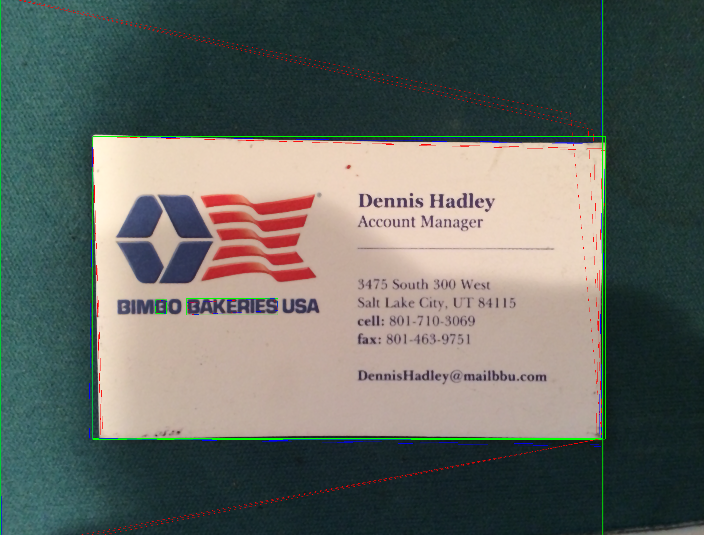 BIMBO BAKERIES USA
Dennis Hadley
Account Manager
3475 South 300 West
Salt Lake City, UT 84115
cell: 801-710-3069
fax: 801-463-9751
DennisHadley@mailbbu.com